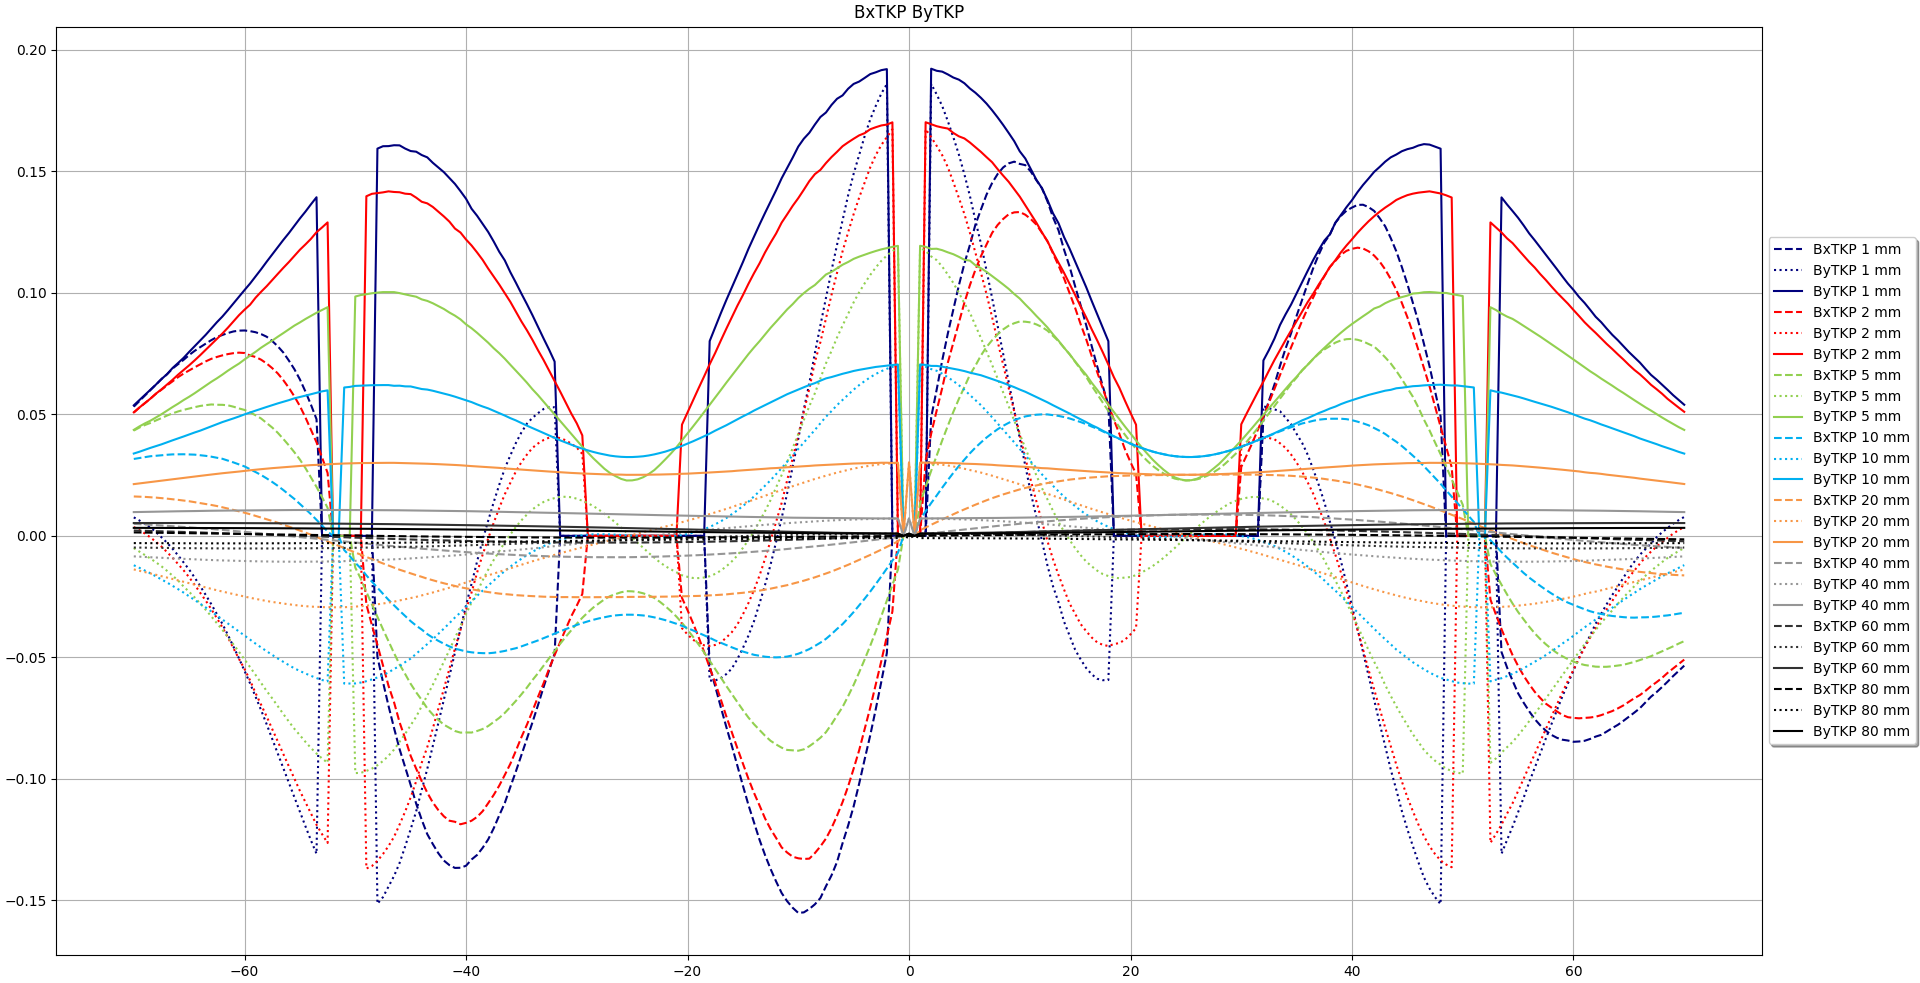 BxTKP ByTKP
0.20
0.15
0.10
0.05
0.00
−0.05
−0.10
−0.15
−60
−40
−20
0
20
40
60
BxTKP 1 mm
ByTKP 1 mm
ByTKP 1 mm
BxTKP 2 mm
ByTKP 2 mm
ByTKP 2 mm
BxTKP 5 mm
ByTKP 5 mm
ByTKP 5 mm
BxTKP 10 mm
ByTKP 10 mm
ByTKP 10 mm
BxTKP 20 mm
ByTKP 20 mm
ByTKP 20 mm
BxTKP 40 mm
ByTKP 40 mm
ByTKP 40 mm
BxTKP 60 mm
ByTKP 60 mm
ByTKP 60 mm
BxTKP 80 mm
ByTKP 80 mm
ByTKP 80 mm